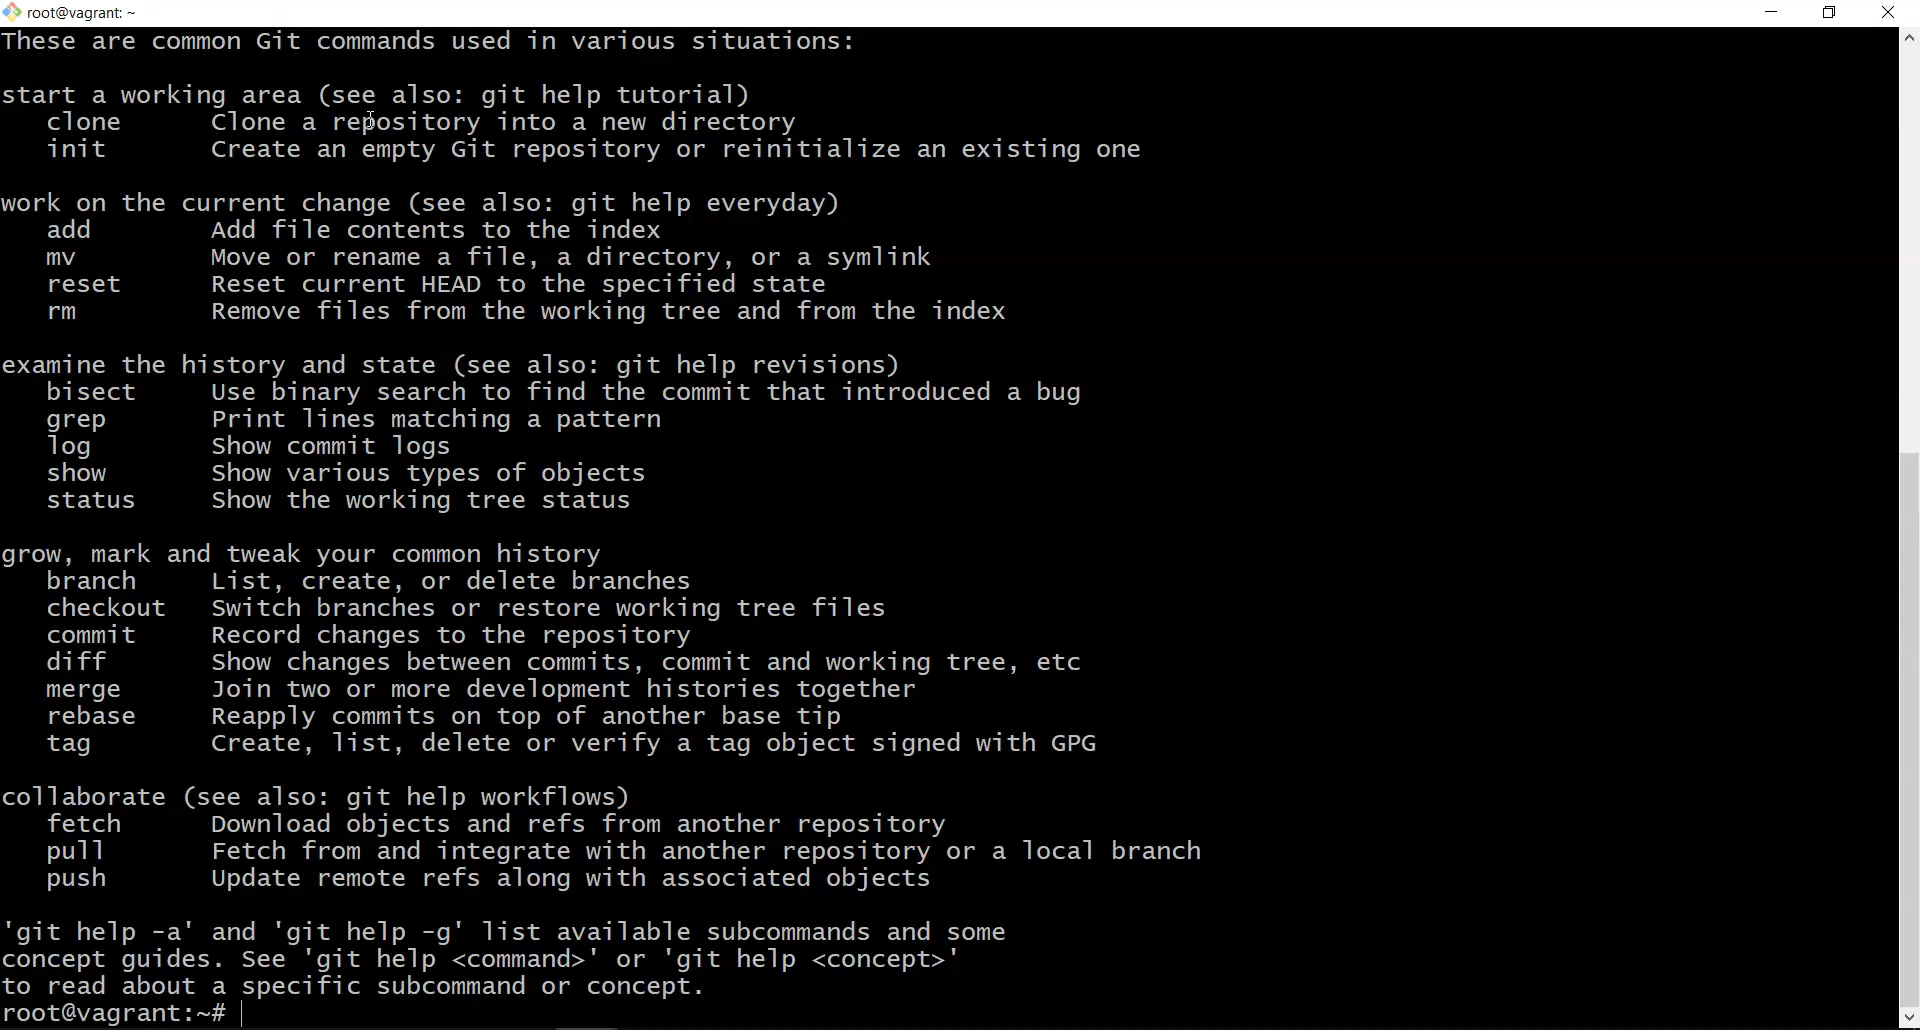 root@vagrant: ~
These are common Git commands used in various situations:
start a working area (see also: git help tutorial)
   clone      Clone a repository into a new directory
   init       Create an empty Git repository or reinitialize an existing one
work on the current change (see also: git help everyday)
   add        Add file contents to the index
   mv         Move or rename a file, a directory, or a symlink
   reset      Reset current HEAD to the specified state
   rm         Remove files from the working tree and from the index
examine the history and state (see also: git help revisions)
   bisect     Use binary search to find the commit that introduced a bug
   grep       Print lines matching a pattern
   log        Show commit logs
   show       Show various types of objects
   status     Show the working tree status
grow, mark and tweak your common history
   branch     List, create, or delete branches
   checkout   Switch branches or restore working tree files
   commit     Record changes to the repository
   diff       Show changes between commits, commit and working tree, etc
   merge      Join two or more development histories together
   rebase     Reapply commits on top of another base tip
   tag        Create, list, delete or verify a tag object signed with GPG
collaborate (see also: git help workflows)
   fetch      Download objects and refs from another repository
   pull       Fetch from and integrate with another repository or a local branch
   push       Update remote refs along with associated objects
'git help -a' and 'git help -g' list available subcommands and some
concept guides. See 'git help <command>' or 'git help <concept>'
to read about a specific subcommand or concept.
root@vagrant:~#